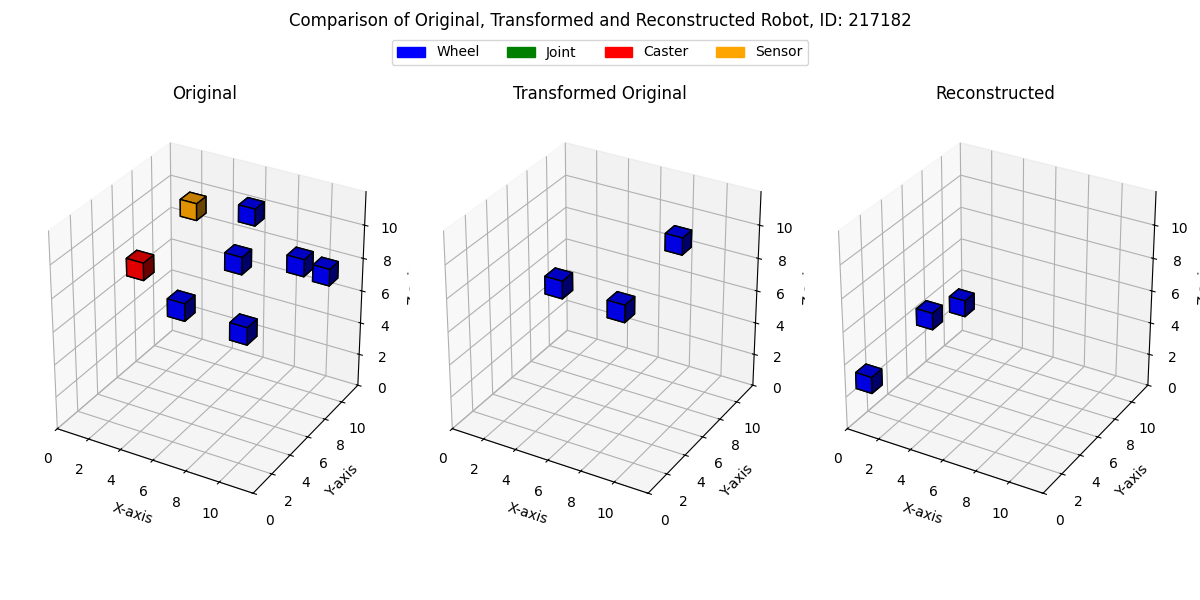 Comparison of Original, Transformed and Reconstructed Robot, ID: 217182
Wheel Joint Caster Sensor
Original Transformed Original Reconstructed
0 2 4 6 8 10
X-axis
0 2 4 6 8 10
Y-axis
0 2 4 6 8 10
0 2 4 6 8 10
X-axis
0 2 4 6 8 10
Y-axis
0 2 4 6 8 10
0 2 4 6 8 10
X-axis
0 2 4 6 8 10
Y-axis
0 2 4 6 8 10